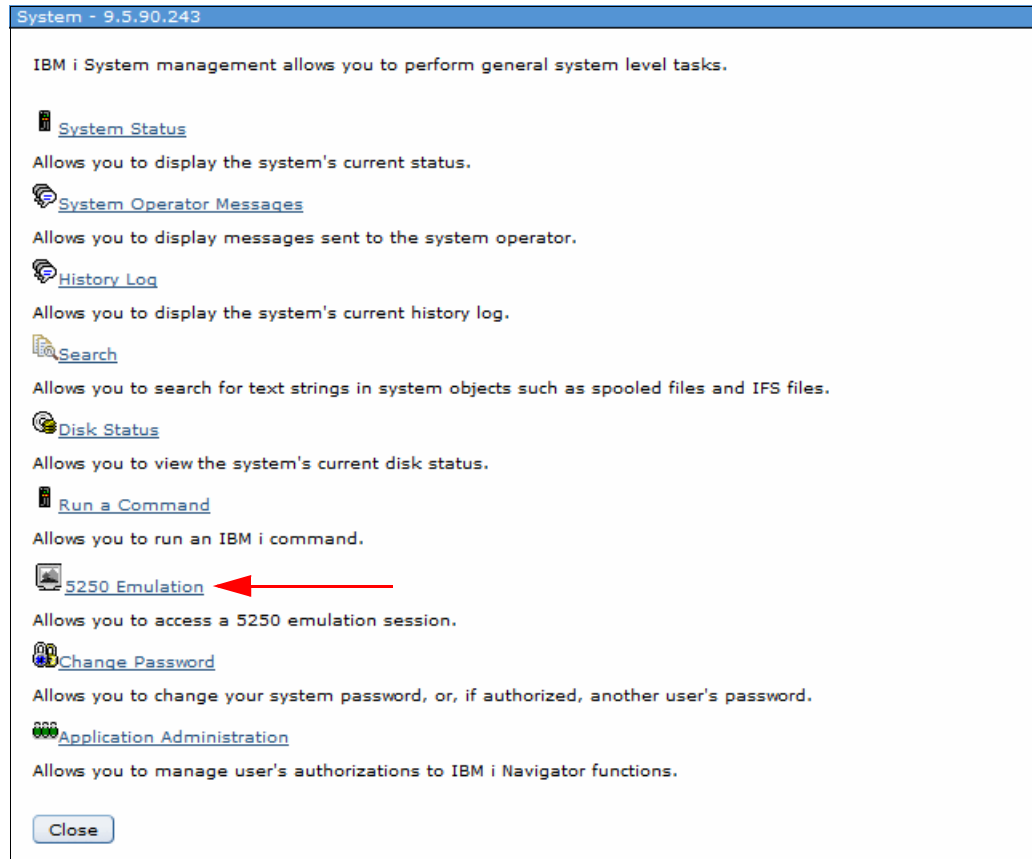 System - 9.5.90.243
IBM i System management allows you to perform general system level tasks.
System Status
Allows you to display the system's current status.
System Operator Messages
Allows you to display messages sent to the system operator.
History Log
Allows you to display the system's current history log.
Search
Allows you to search for text strings in system objects such as spooled files and IFS files.
Disk Status
Allows you to view the system's current disk status.
Run a Command
Allows you to run an IBM i command.
5250 Emulation
Allows you to access a 5250 emulation session.
Change Password
Allows you to change your system password, or, if authorized, another user's password.
Application Administration
Allows you to manage user's authorizations to IBM i Navigator functions.
Close